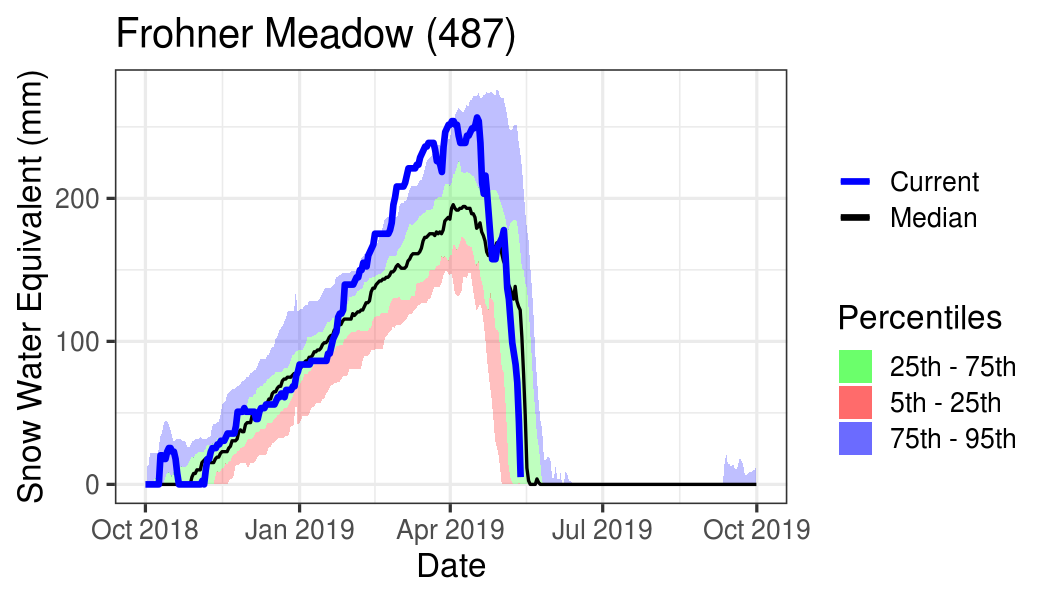 Frohner Meadow (487)
Snow Water Equivalent (mm)
200
100
0
Oct 2018 Jan 2019 Apr 2019 Jul 2019 Oct 2019
Date
Current
Median
Percentiles
25th - 75th
5th - 25th
75th - 95th